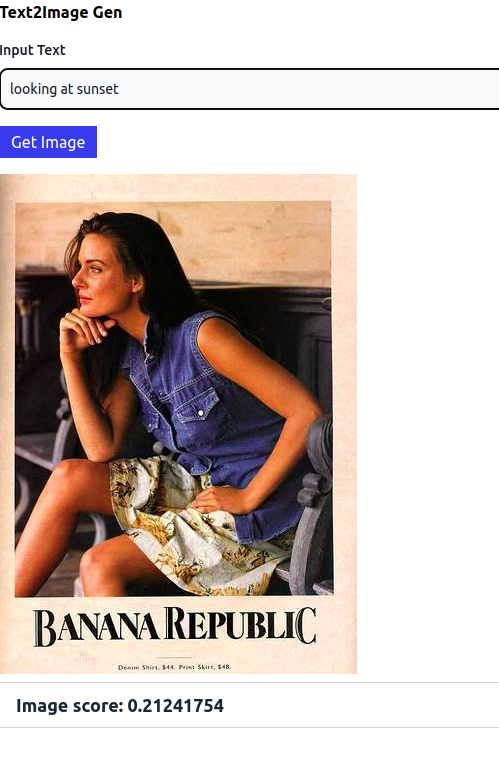 Text2Image Gen
Input Text
looking at sunset
Get Image
BANANA REPUBLIC
Denim Shirt, $44. Print Skirt, $48.
Image score: 0.21241754